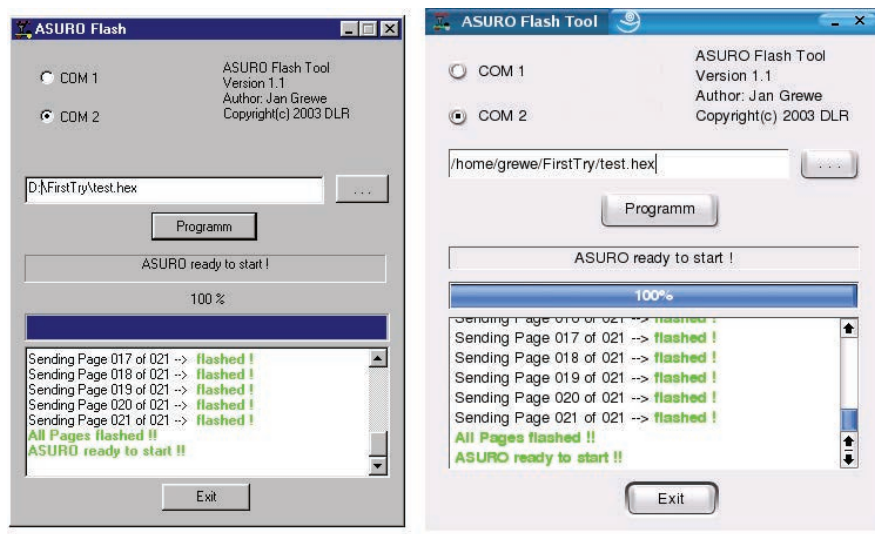 ASURO Flash
COM 1
COM 2
ASURO Flash Tool
Version 1.1
Author: Jan Grewe
Copyright(c) 2003 DLR
D:\FirstTry\test.hex
...
Programm
ASURO ready to start !
100 %
Sending Page 017 of 021 --> flashed !
Sending Page 018 of 021 --> flashed !
Sending Page 019 of 021 --> flashed !
Sending Page 020 of 021 --> flashed !
Sending Page 021 of 021 --> flashed !
All Pages flashed !!
ASURO ready to start !!
Exit
ASURO Flash Tool
COM 1
COM 2
ASURO Flash Tool
Version 1.1
Author: Jan Grewe
Copyright(c) 2003 DLR
/home/grewe/FirstTry/test.hex
...
Programm
ASURO ready to start !
100%
Sending Page 016 of 021 --> flashed !
Sending Page 017 of 021 --> flashed !
Sending Page 018 of 021 --> flashed !
Sending Page 019 of 021 --> flashed !
Sending Page 020 of 021 --> flashed !
Sending Page 021 of 021 --> flashed !
All Pages flashed !!
ASURO ready to start !!
Exit